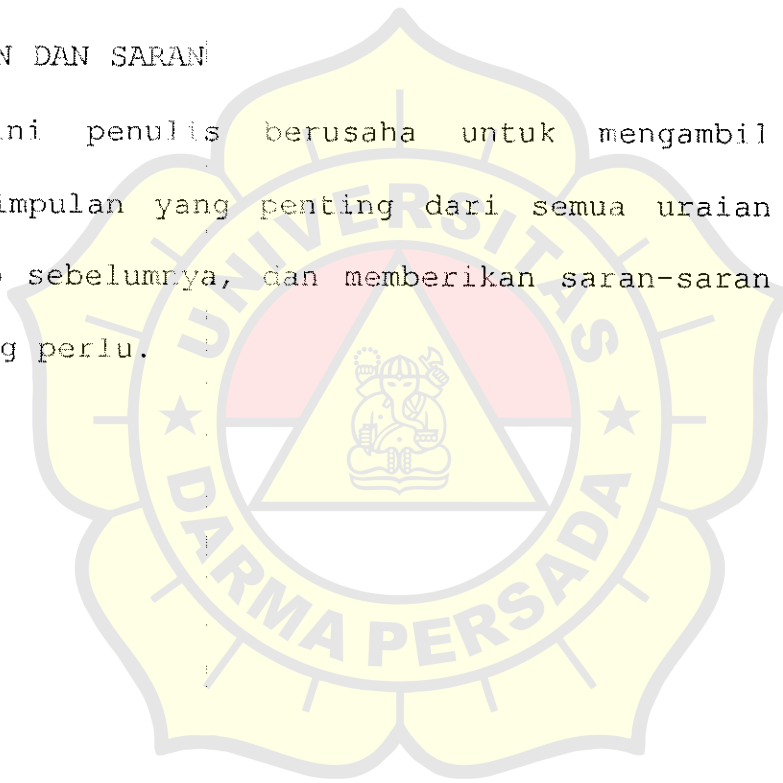 N DAN SARAN
ini penulis berusaha untuk mengambil
impulan yang penting dari semua uraian
sebelumnya, dan memberikan saran-saran
g perlu.
UNIVERSITAS
DARMA PERSADA